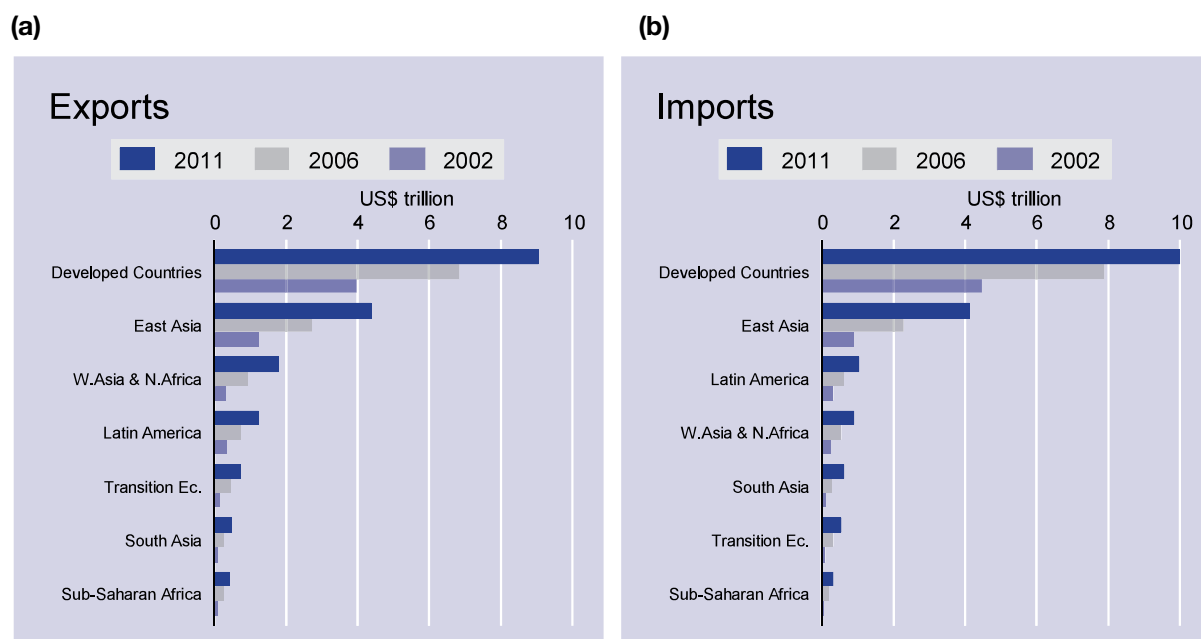 (a)
Exports
2011 2006 2002
US$ trillion
0 2 4 6 8 10
Developed Countries
East Asia
W.Asia & N.Africa
Latin America
Transition Ec.
South Asia
Sub-Saharan Africa
(b)
Imports
2011 2006 2002
US$ trillion
0 2 4 6 8 10
Developed Countries
East Asia
Latin America
W.Asia & N.Africa
South Asia
Transition Ec.
Sub-Saharan Africa